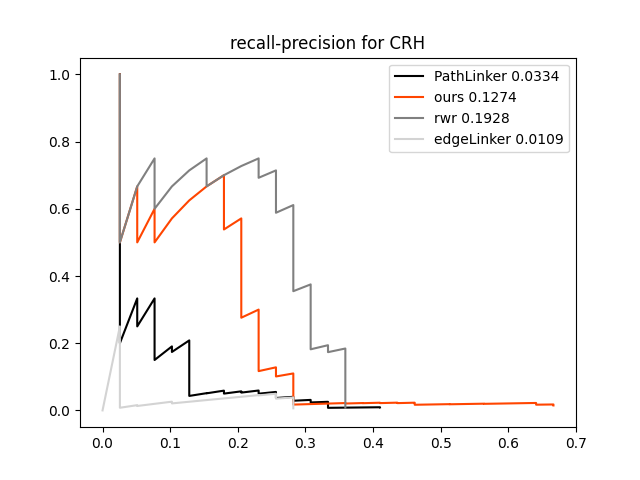 recall-precision for CRH
PathLinker 0.0334
ours 0.1274
rwr 0.1928
edgeLinker 0.0109
1.0
0.8
0.6
0.4
0.2
0.0
0.0 0.1 0.2 0.3 0.4 0.5 0.6 0.7